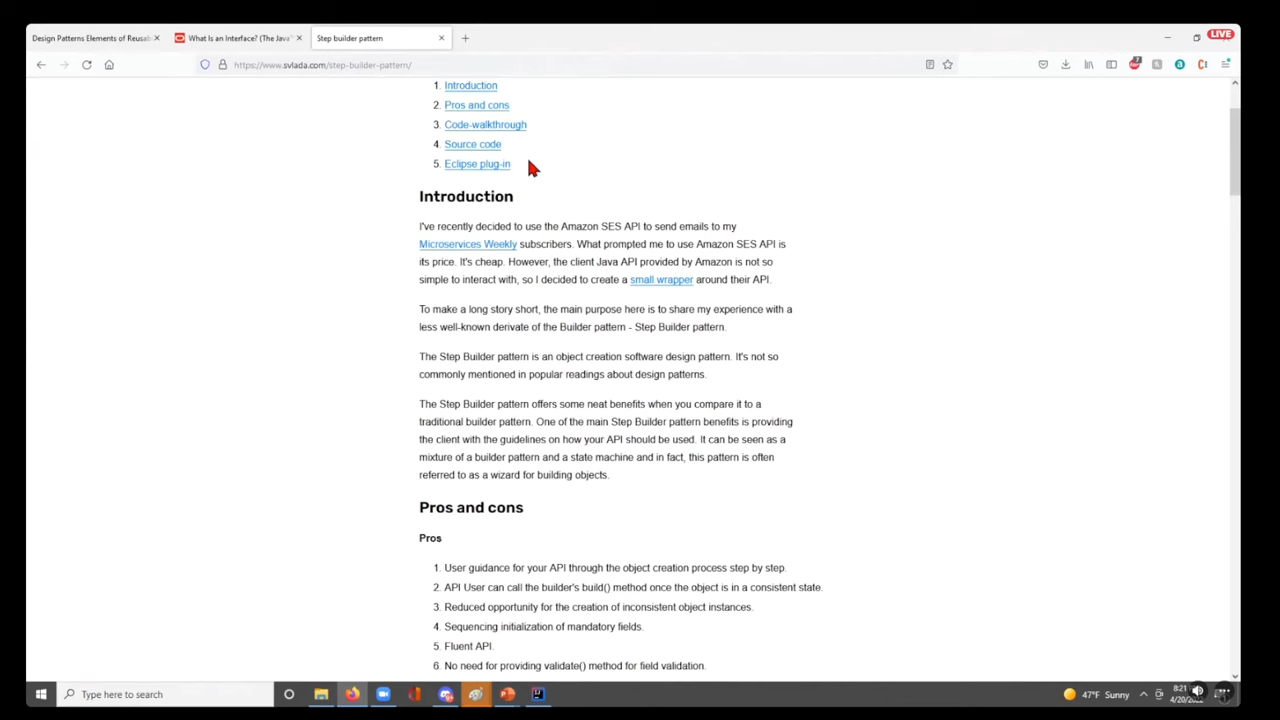 Design Patterns Elements of Reusab
What Is an Interface? (The Java™
Step builder pattern
LIVE
https://www.svlada.com/step-builder-pattern/
1. Introduction
2. Pros and cons
3. Code-walkthrough
4. Source code
5. Eclipse plug-in
Introduction
I've recently decided to use the Amazon SES API to send emails to my
Microservices Weekly subscribers. What prompted me to use Amazon SES API is
its price. It's cheap. However, the client Java API provided by Amazon is not so
simple to interact with, so I decided to create a small wrapper around their API.
To make a long story short, the main purpose here is to share my experience with a
less well-known derivate of the Builder pattern - Step Builder pattern.
The Step Builder pattern is an object creation software design pattern. It's not so
commonly mentioned in popular readings about design patterns.
The Step Builder pattern offers some neat benefits when you compare it to a
traditional builder pattern. One of the main Step Builder pattern benefits is providing
the client with the guidelines on how your API should be used. It can be seen as a
mixture of a builder pattern and a state machine and in fact, this pattern is often
referred to as a wizard for building objects.
Pros and cons
Pros
1. User guidance for your API through the object creation process step by step.
2. API User can call the builder's build() method once the object is in a consistent state.
3. Reduced opportunity for the creation of inconsistent object instances.
4. Sequencing initialization of mandatory fields.
5. Fluent API.
6. No need for providing validate() method for field validation.
Type here to search
47°F Sunny
8:21